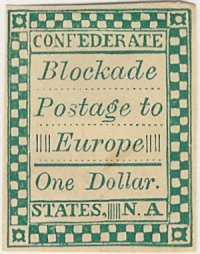 CONFEDERATE
Blockade
Postage to
Europe
One Dollar.
STATES, N. A